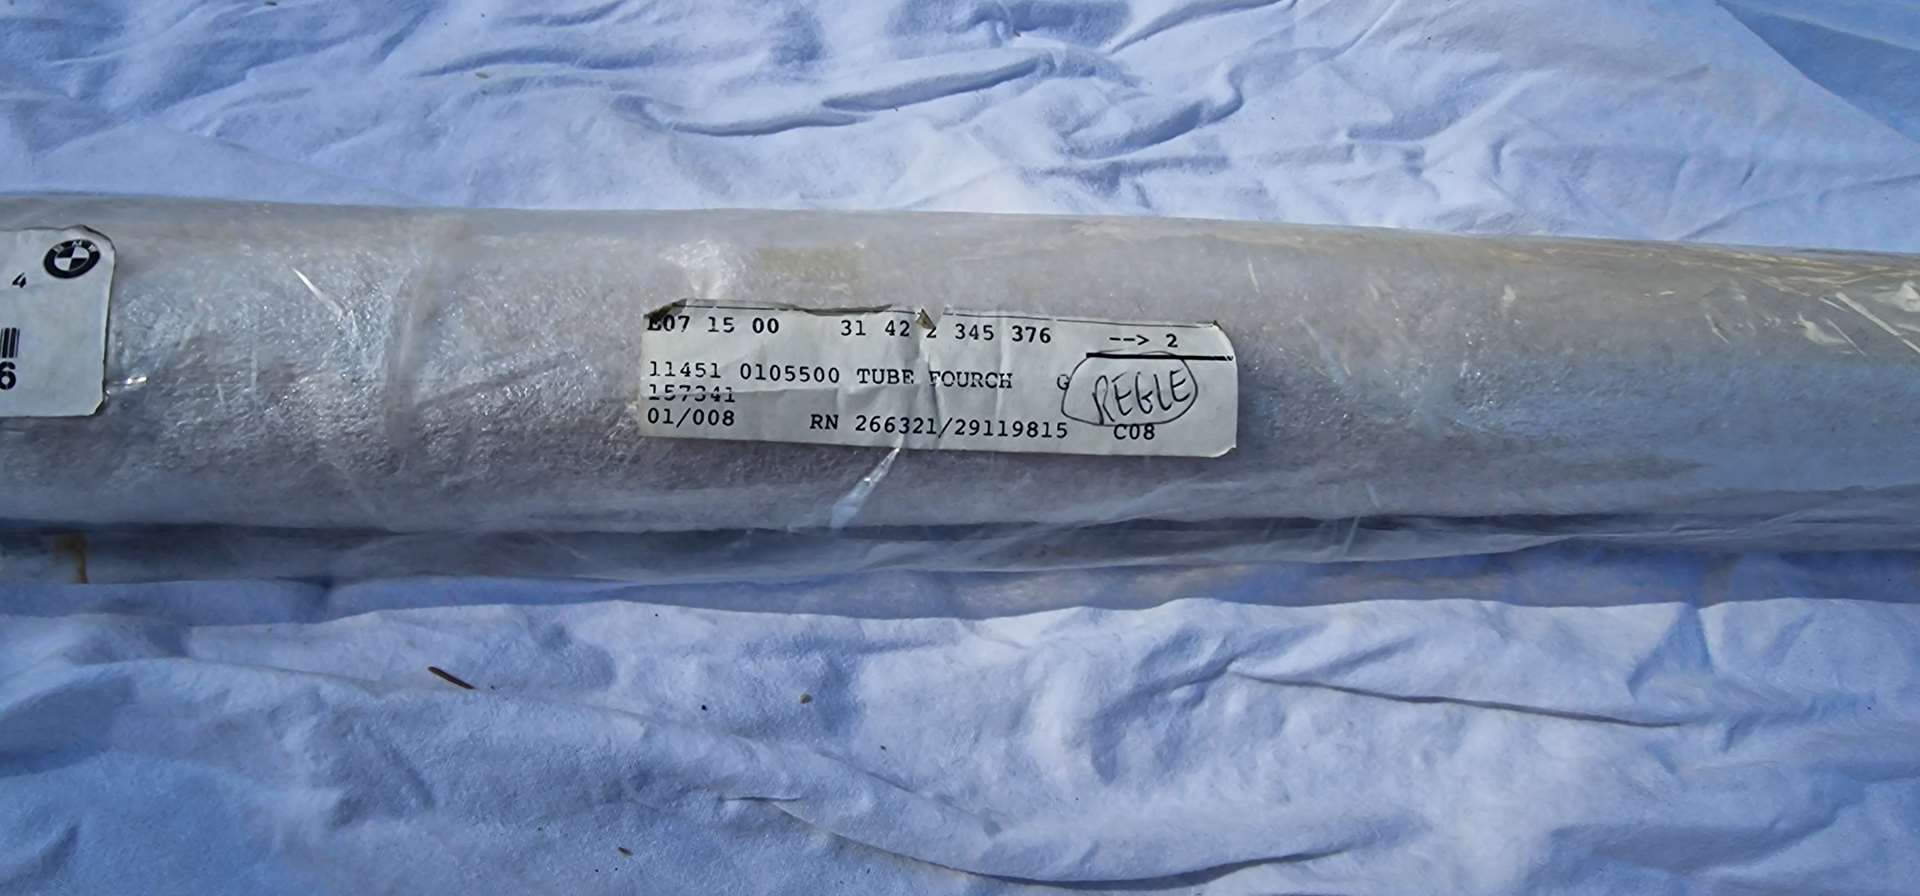 BMW
4
6
E07 15 00 31 42 2 345 376 --> 2
11451 0105500 TUBE FOURCH G REGLE
157341
01/008 RN 266321/29119815 C08